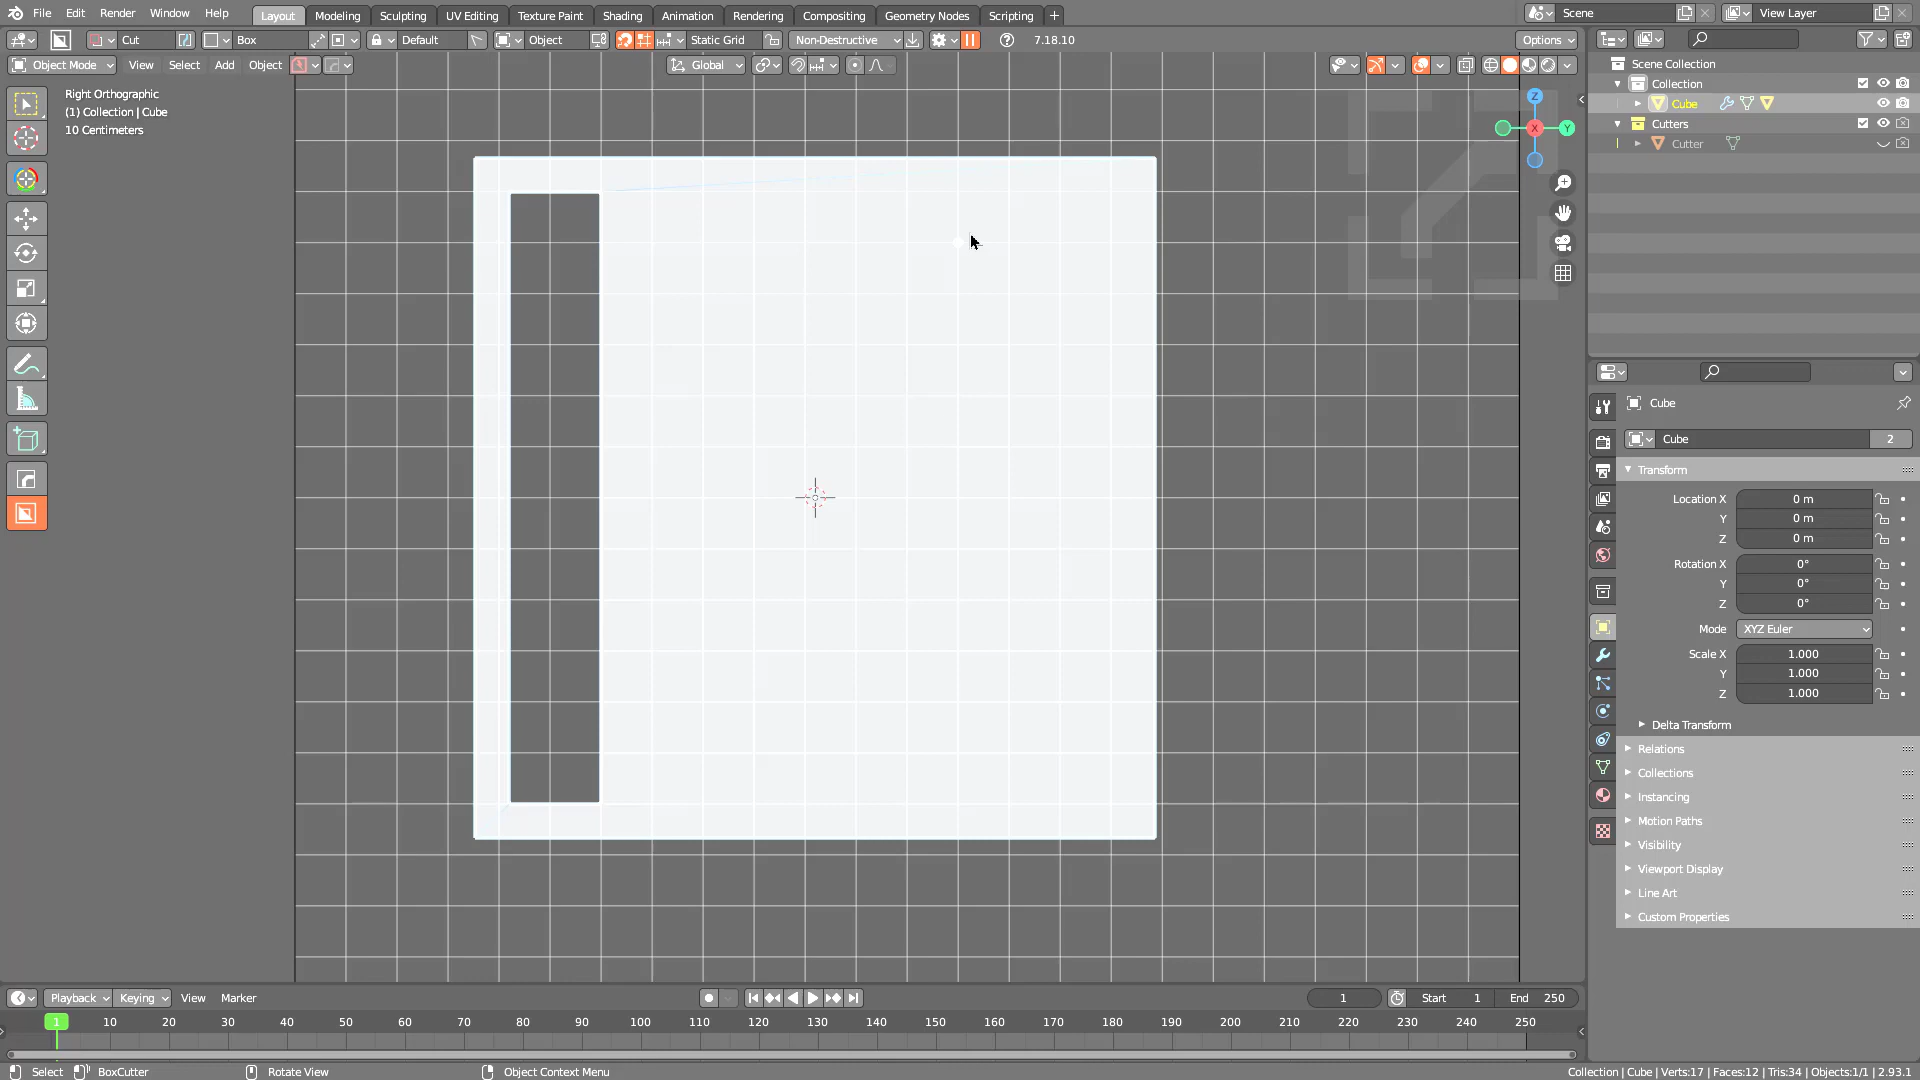 File Edit Render Window Help Layout Modeling Sculpting UV Editing Texture Paint Shading Animation Rendering Compositing Geometry Nodes Scripting + Scene View Layer
Cut Box Default Object Static Grid Non-Destructive 7.18.10 Options
Object Mode View Select Add Object Global
Right Orthographic
(1) Collection | Cube
10 Centimeters
Z
X
Y
Scene Collection
Collection
Cube
Cutters
Cutter
Cube
Cube 2
Transform
Location X 0 m
Y 0 m
Z 0 m
Rotation X 0°
Y 0°
Z 0°
Mode XYZ Euler
Scale X 1.000
Y 1.000
Z 1.000
Delta Transform
Relations
Collections
Instancing
Motion Paths
Visibility
Viewport Display
Line Art
Custom Properties
Playback Keying View Marker 1 Start 1 End 250
1 10 20 30 40 50 60 70 80 90 100 110 120 130 140 150 160 170 180 190 200 210 220 230 240 250
Select BoxCutter Rotate View Object Context Menu Collection | Cube | Verts:17 | Faces:12 | Tris:34 | Objects:1/1 | 2.93.1